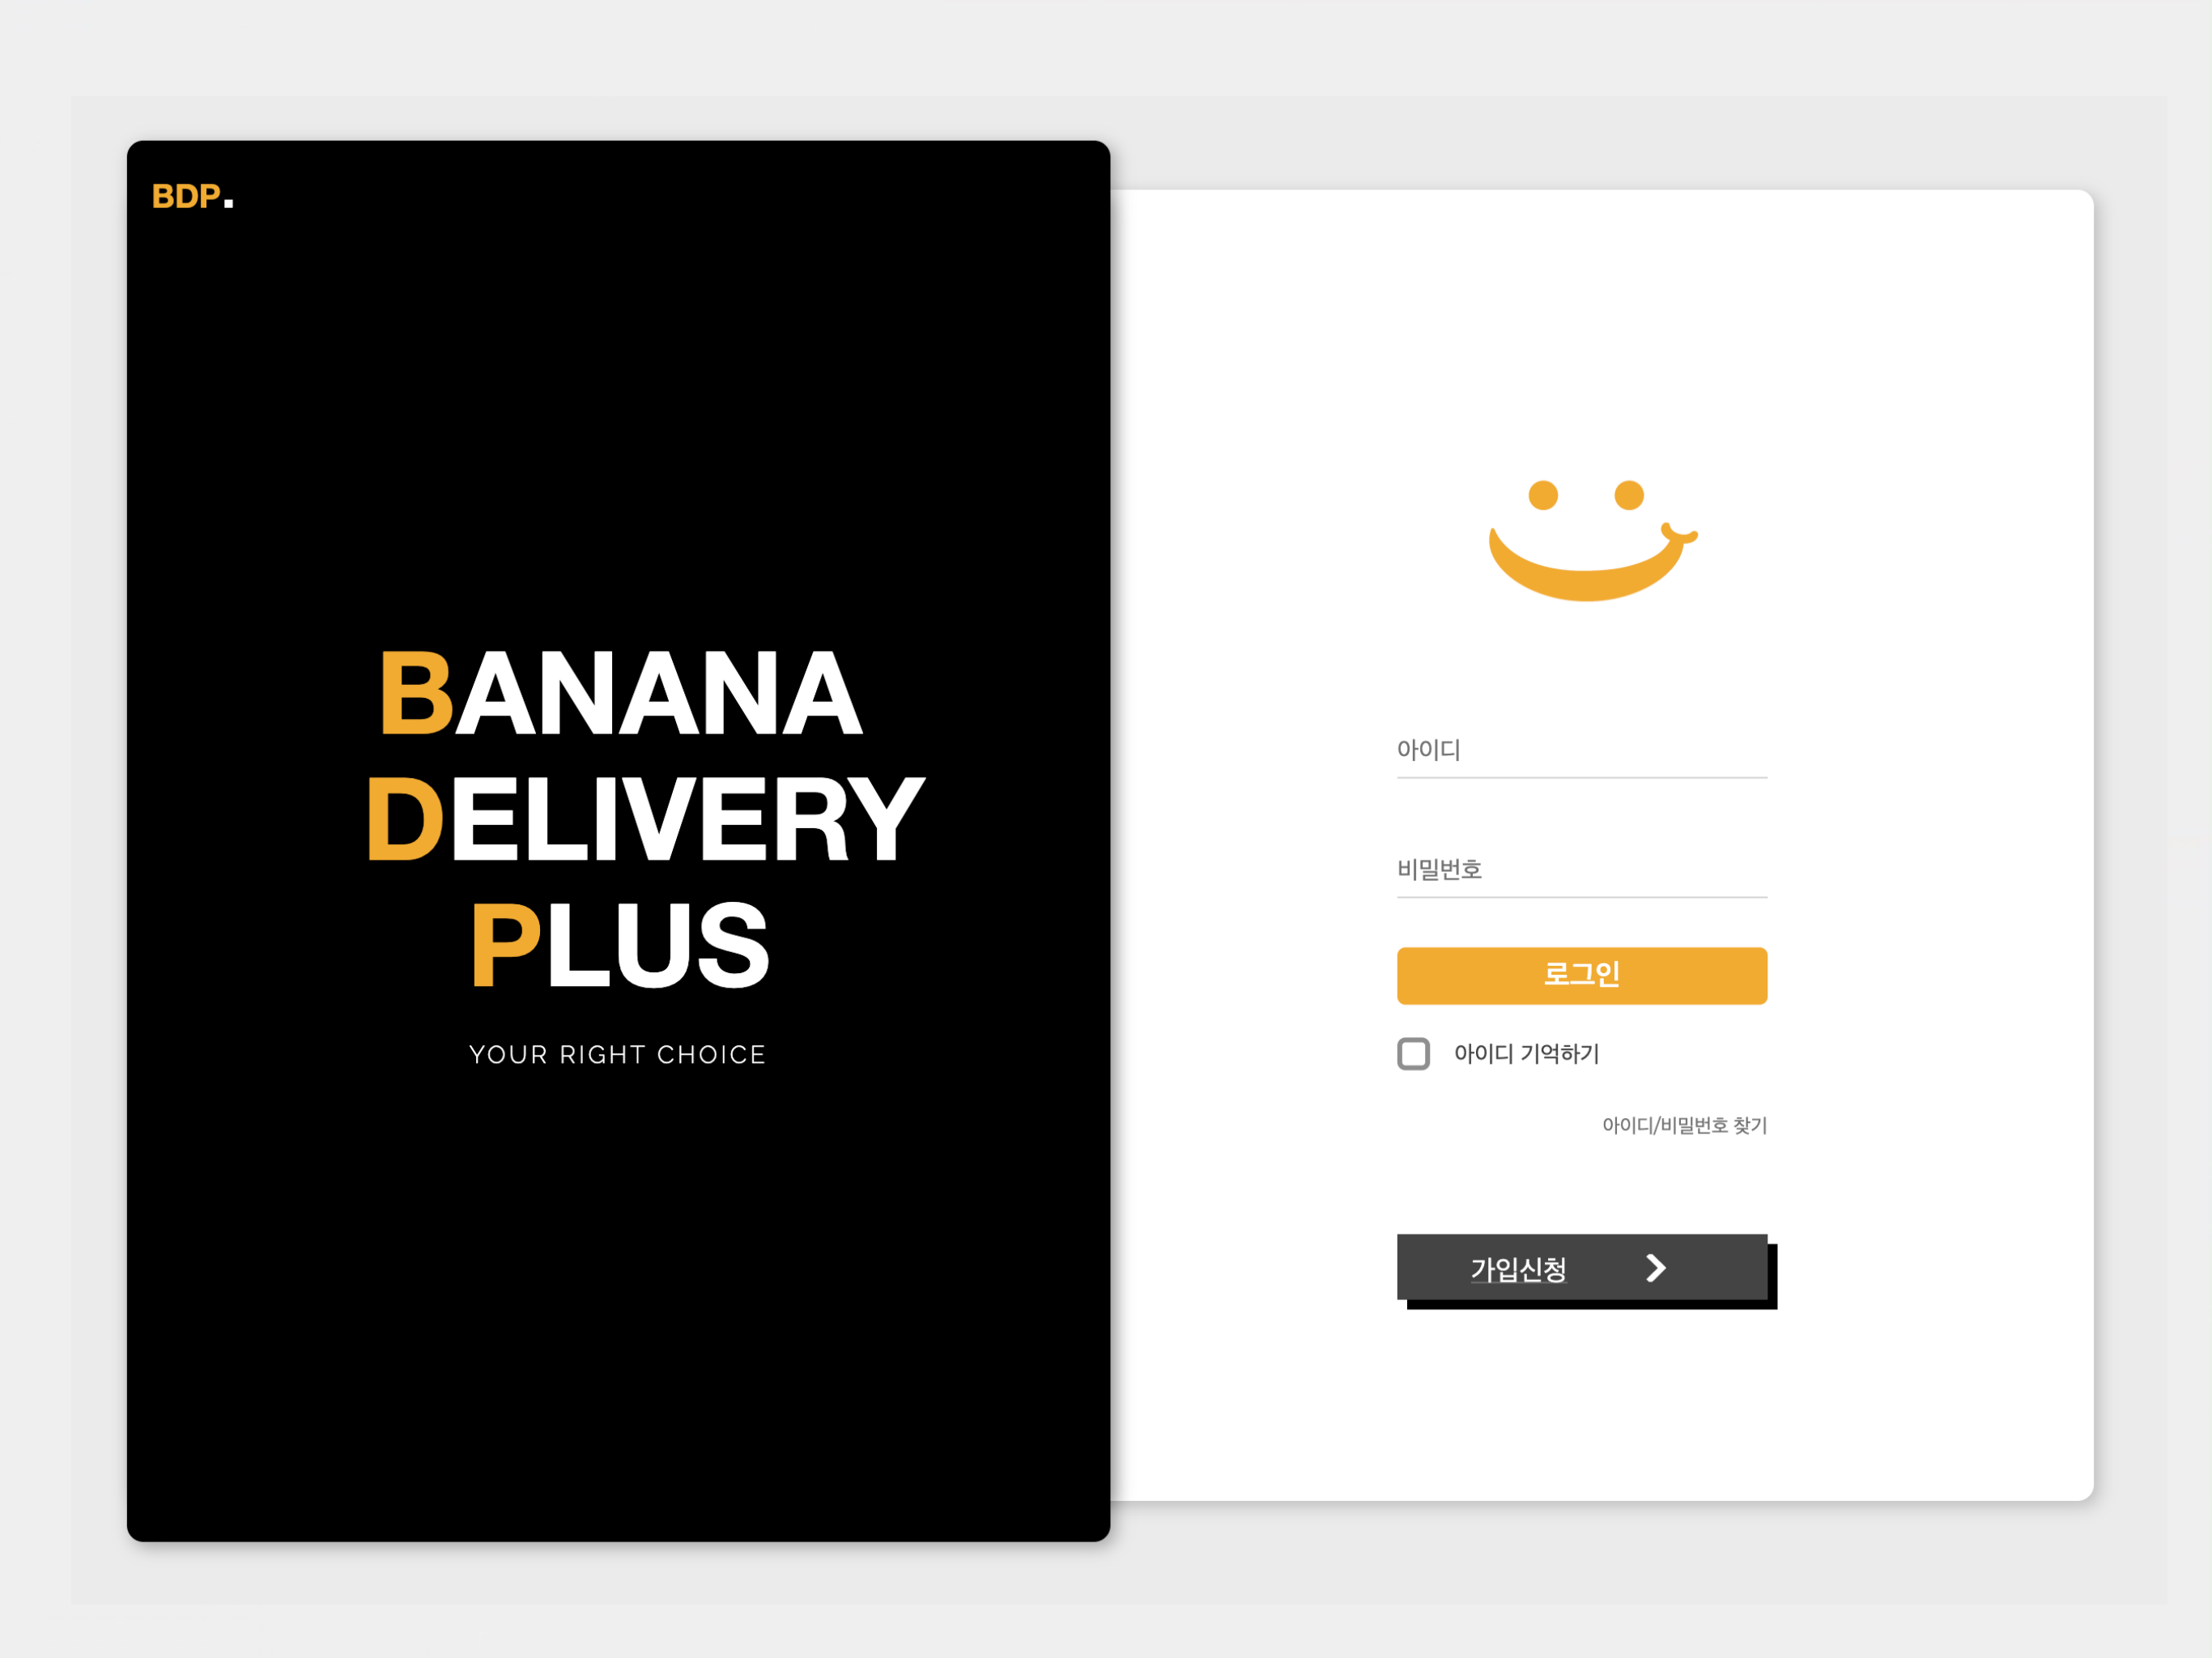 BDP.
BANANA
DELIVERY
PLUS
YOUR RIGHT CHOICE
아이디
비밀번호
로그인
아이디 기억하기
아이디/비밀번호 찾기
가입신청